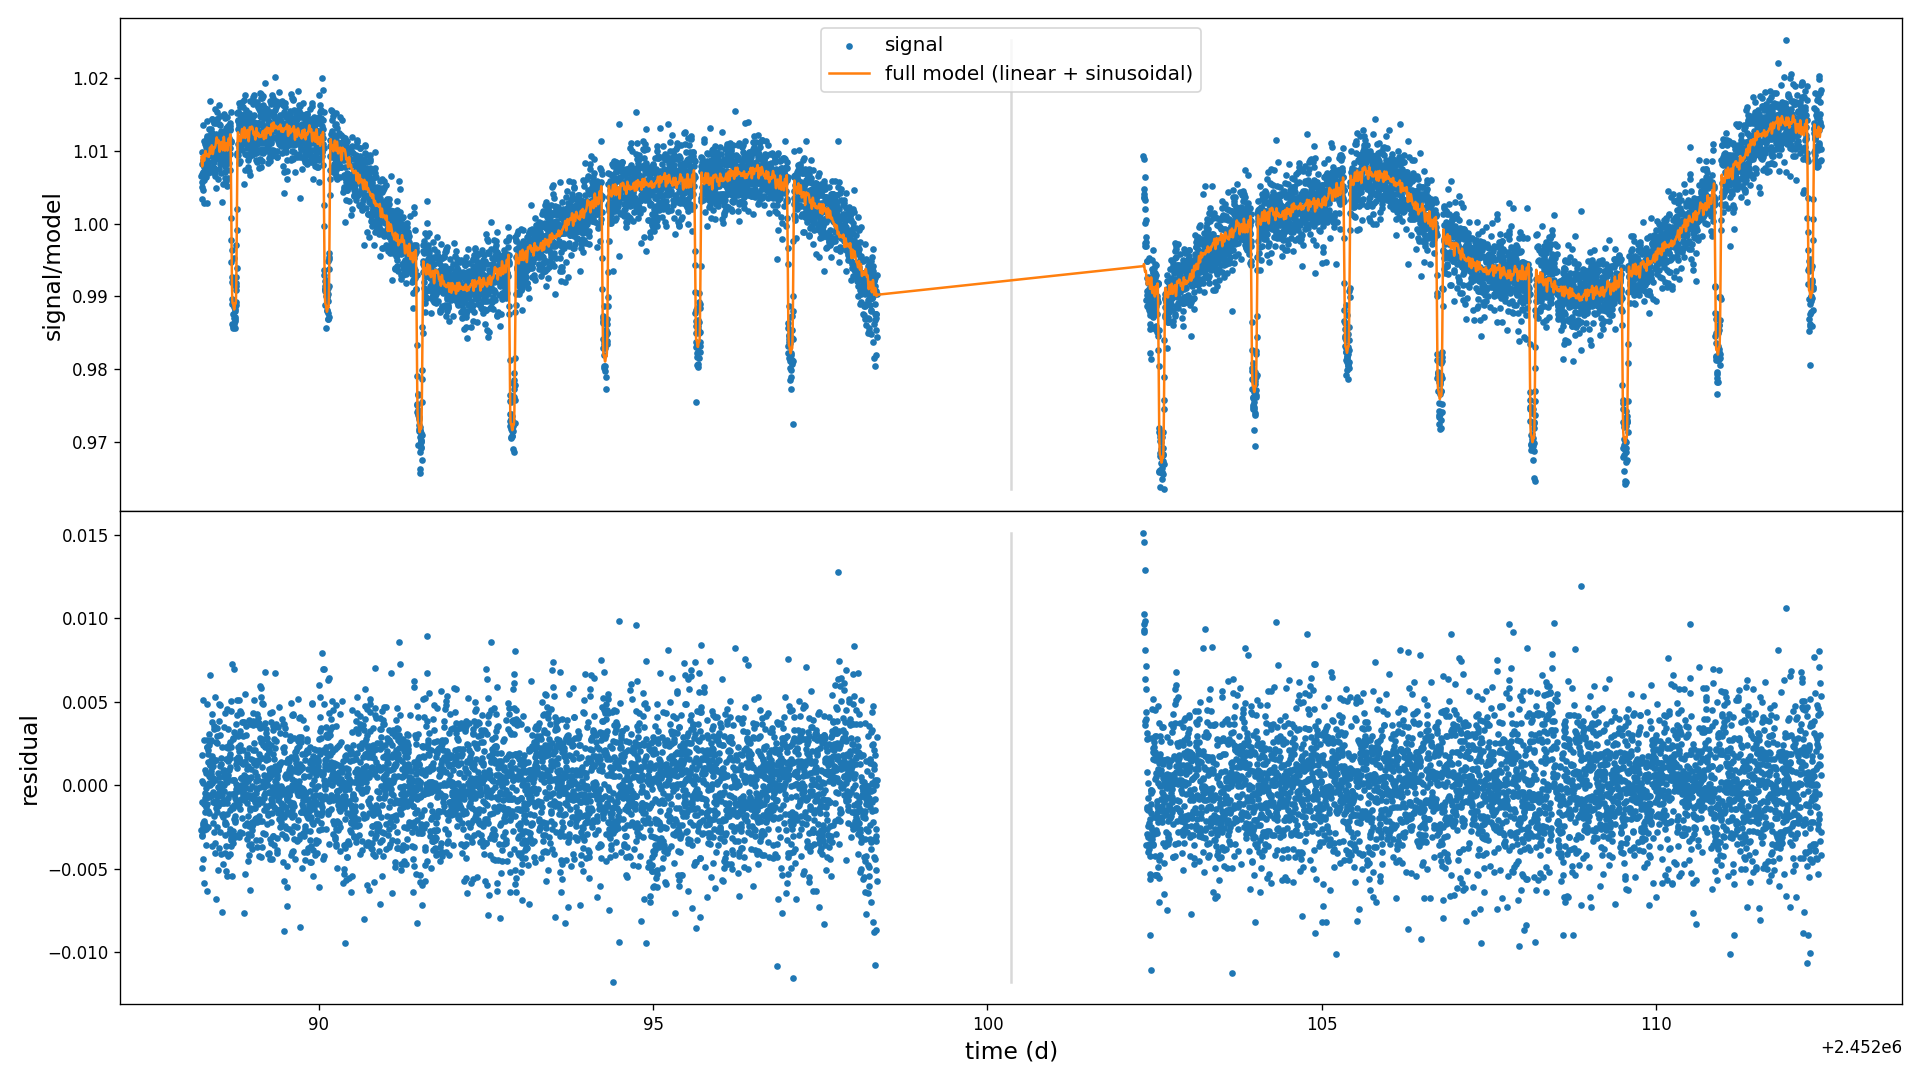 signal
full model (linear + sinusoidal)
signal/model
1.02
1.01
1.00
0.99
0.98
0.97
residual
0.015
0.010
0.005
0.000
−0.005
−0.010
90
95
100
105
110
time (d)
+2.452e6